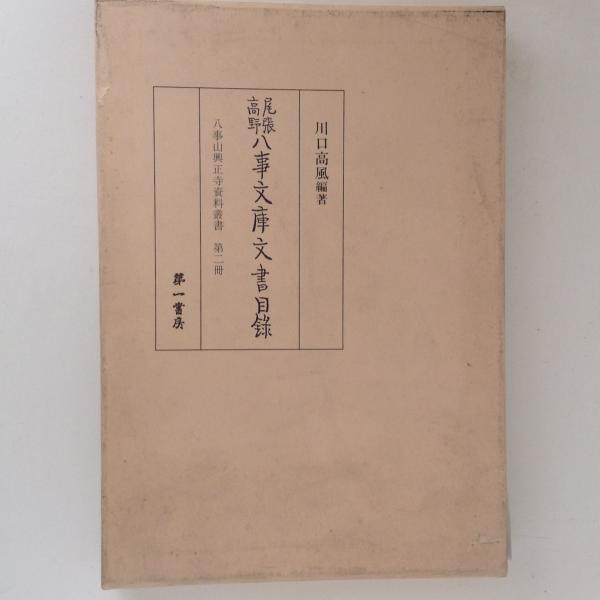 川口高風編著
尾張高野八事文庫文書目錄
八事山興正寺資料叢書　第二冊
第一書房